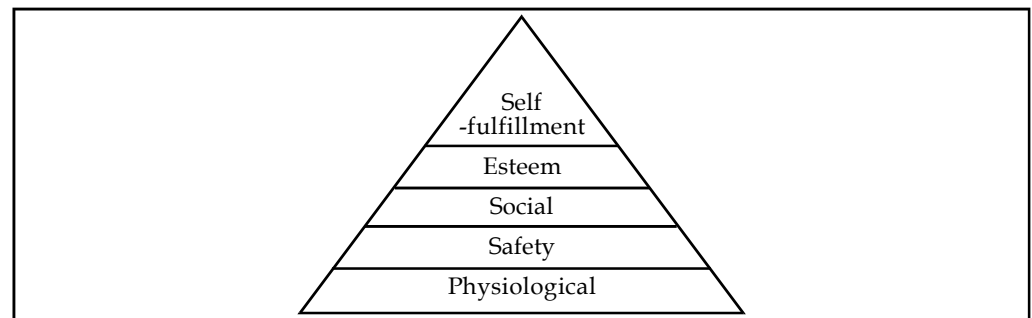 Self
-fulfillment
Esteem
Social
Safety
Physiological